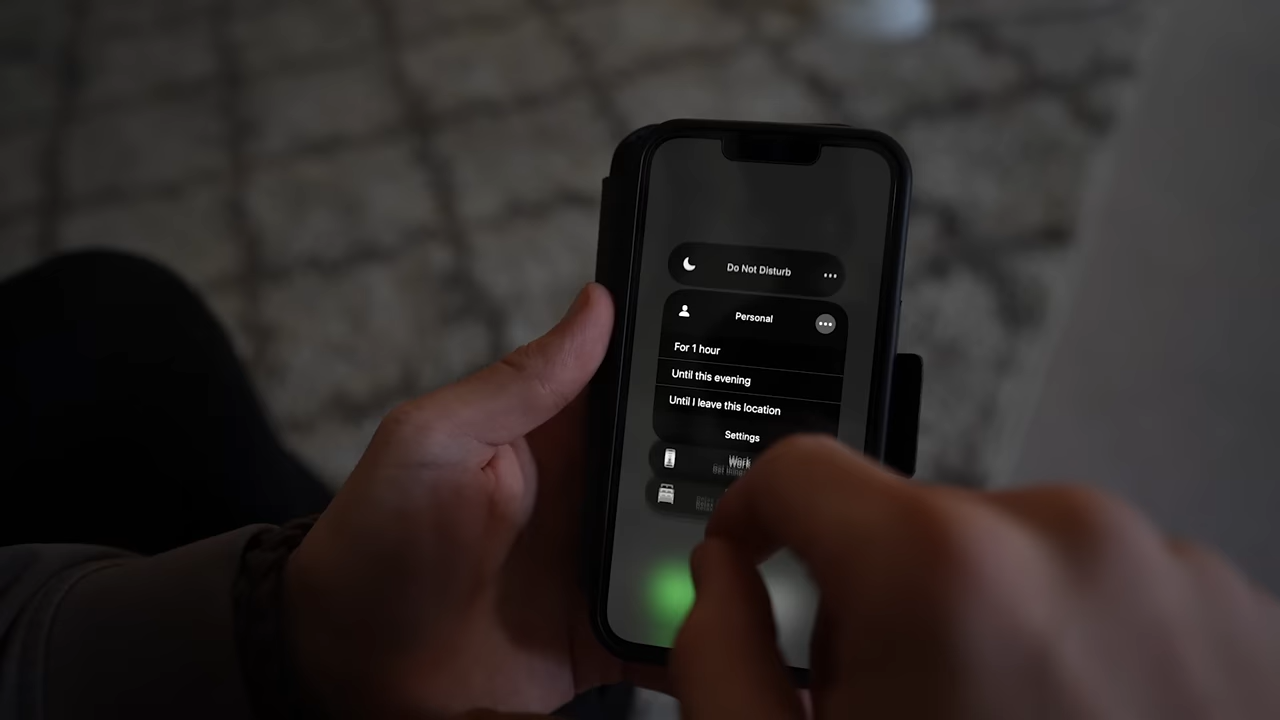 Do Not Disturb
Personal
For 1 hour
Until this evening
Until I leave this location
Settings
Work